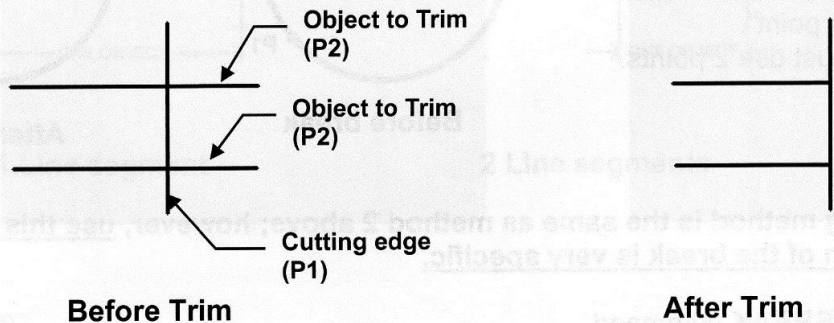 Object to Trim
(P2)
Object to Trim
(P2)
Cutting edge
(P1)
Before Trim
After Trim